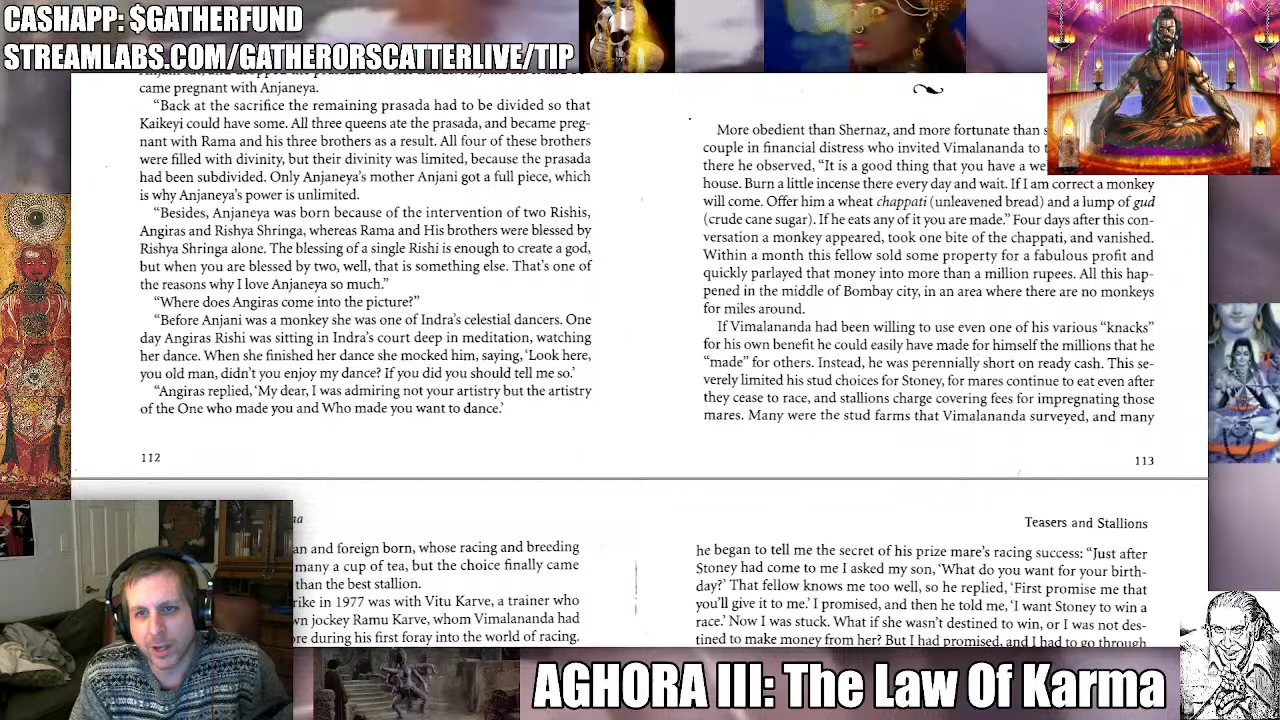 CASHAPP: $GATHERFUND
STREAMLABS.COM/GATHERORSCATTERLIVE/TIP
came pregnant with Anjaneya.
“Back at the sacrifice the remaining prasada had to be divided so that
Kaikeyi could have some. All three queens ate the prasada, and became preg-
nant with Rama and his three brothers as a result. All four of these brothers
were filled with divinity, but their divinity was limited, because the prasada
had been subdivided. Only Anjaneya’s mother Anjani got a full piece, which
is why Anjaneya’s power is unlimited.
“Besides, Anjaneya was born because of the intervention of two Rishis,
Angiras and Rishya Shringa, whereas Rama and His brothers were blessed by
Rishya Shringa alone. The blessing of a single Rishi is enough to create a god,
but when you are blessed by two, well, that is something else. That’s one of
the reasons why I love Anjaneya so much.”
“Where does Angiras come into the picture?”
“Before Anjani was a monkey she was one of Indra’s celestial dancers. One
day Angiras Rishi was sitting in Indra’s court deep in meditation, watching
her dance. When she finished her dance she mocked him, saying, ‘Look here,
you old man, didn’t you enjoy my dance? If you did you should tell me so.’
“Angiras replied, ‘My dear, I was admiring not your artistry but the artistry
of the One who made you and Who made you want to dance.’
112
More obedient than Shernaz, and more fortunate than
couple in financial distress who invited Vimalananda to
there he observed, “It is a good thing that you have a
house. Burn a little incense there every day and wait. If I am correct a monkey
will come. Offer him a wheat chappati (unleavened bread) and a lump of gud
(crude cane sugar). If he eats any of it you are made.” Four days after this con-
versation a monkey appeared, took one bite of the chappati, and vanished.
Within a month this fellow sold some property for a fabulous profit and
quickly parlayed that money into more than a million rupees. All this hap-
pened in the middle of Bombay city, in an area where there are no monkeys
for miles around.
If Vimalananda had been willing to use even one of his various “knacks”
for his own benefit he could easily have made for himself the millions that he
“made” for others. Instead, he was perennially short on ready cash. This se-
verely limited his stud choices for Stoney, for mares continue to eat even after
they cease to race, and stallions charge covering fees for impregnating those
mares. Many were the stud farms that Vimalananda surveyed, and many
113
an and foreign born, whose racing and breeding
many a cup of tea, but the choice finally came
than the best stallion.
rike in 1977 was with Vitu Karve, a trainer who
wn jockey Ramu Karve, whom Vimalananda had
re during his first foray into the world of racing.
Teasers and Stallions
he began to tell me the secret of his prize mare’s racing success: “Just after
Stoney had come to me I asked my son, ‘What do you want for your birth-
day?’ That fellow knows me too well, so he replied, ‘First promise me that
you’ll give it to me.’ I promised, and then he told me, ‘I want Stoney to win a
race.’ Now I was stuck. What if she wasn’t destined to win, or I was not des-
tined to make money from her? But I had promised, and I had to go through
AGHORA III: The Law Of Karma